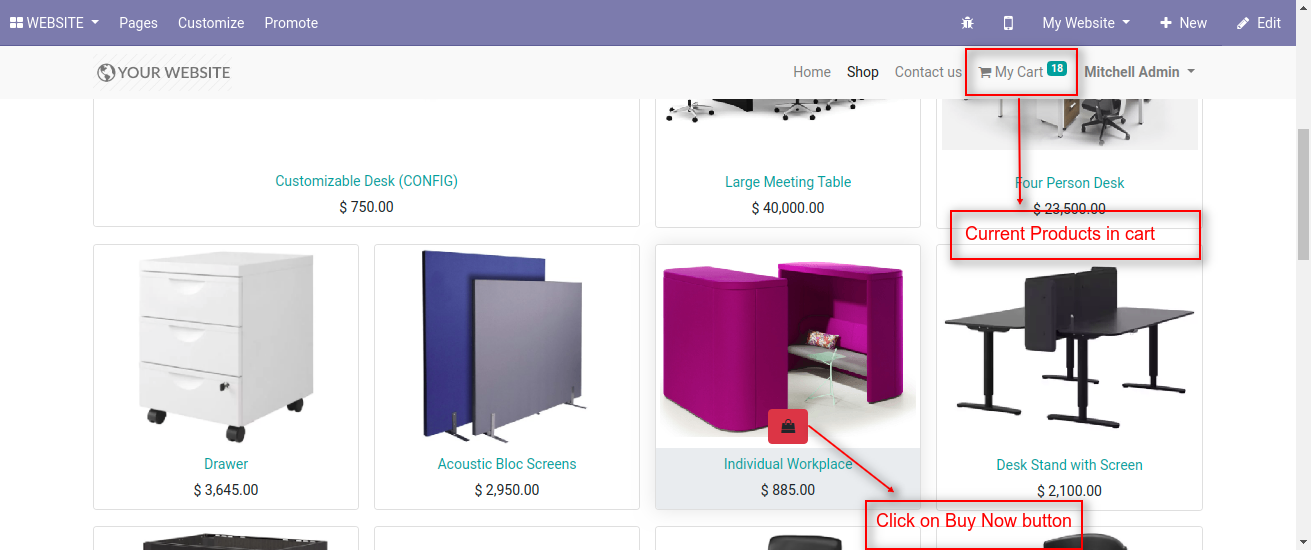 WEBSITE Pages Customize Promote My Website New Edit
YOUR WEBSITE Home Shop Contact us My Cart 18 Mitchell Admin
Customizable Desk (CONFIG)
$ 750.00
Large Meeting Table
$ 40,000.00
Four Person Desk
$ 23,500.00
Current Products in cart
Drawer
$ 3,645.00
Acoustic Bloc Screens
$ 2,950.00
Individual Workplace
$ 885.00
Desk Stand with Screen
$ 2,100.00
Click on Buy Now button